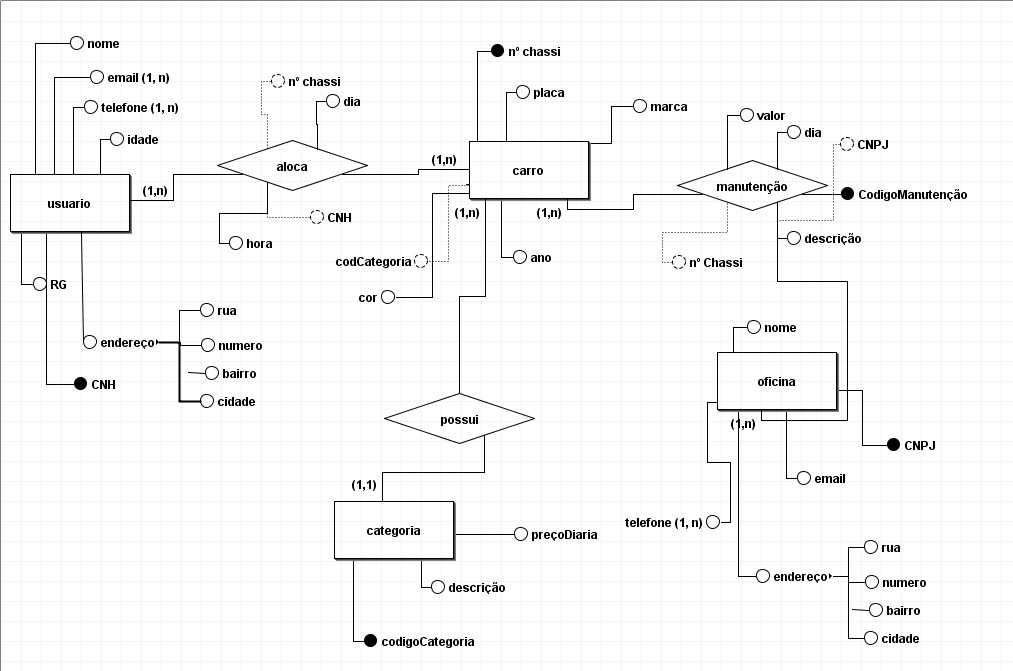 nome
email (1, n)
telefone (1, n)
idade
usuario
(1,n)
RG
endereço
rua
numero
bairro
cidade
CNH
nº chassi
dia
aloca
CNH
hora
(1,n)
nº chassi
placa
marca
carro
(1,n)
(1,n)
codCategoria
cor
ano
valor
dia
CNPJ
manutenção
CodigoManutenção
descrição
nº Chassi
possui
(1,1)
categoria
preçoDiaria
descrição
codigoCategoria
nome
oficina
(1,n)
CNPJ
email
telefone (1, n)
endereço
rua
numero
bairro
cidade